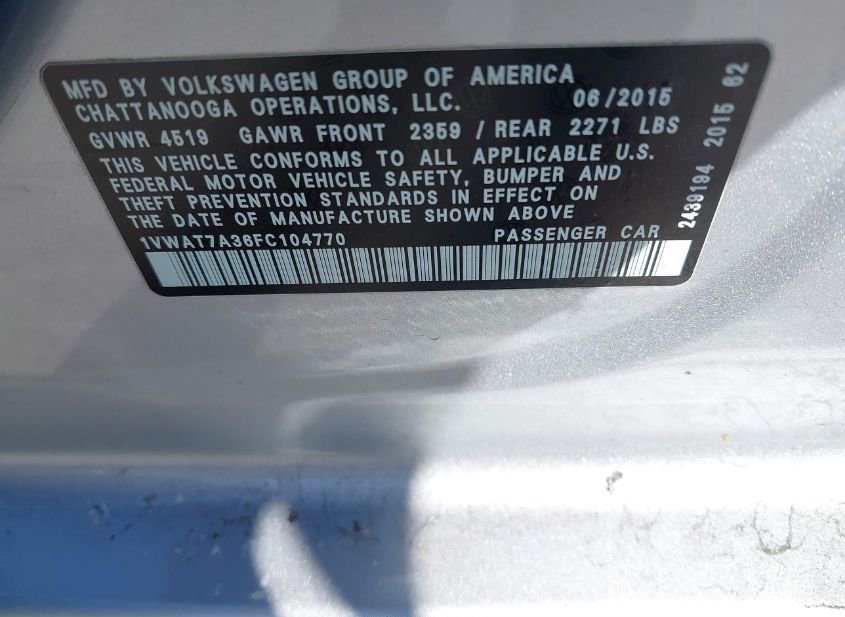 MFD BY VOLKSWAGEN GROUP OF AMERICA
CHATTANOOGA OPERATIONS, LLC. 06/2015
GVWR 4519 GAWR FRONT 2359 / REAR 2271 LBS
THIS VEHICLE CONFORMS TO ALL APPLICABLE U.S.
FEDERAL MOTOR VEHICLE SAFETY, BUMPER AND
THEFT PREVENTION STANDARDS IN EFFECT ON
THE DATE OF MANUFACTURE SHOWN ABOVE
1VWAT7A36FC104770 PASSENGER CAR
2439194 2015 62